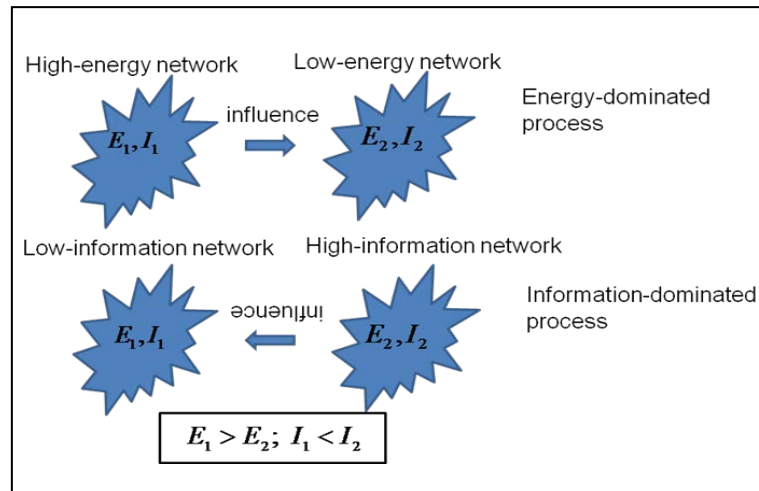 High-energy network
Low-energy network
E₁, I₁
influence
E₂, I₂
Energy-dominated
process
Low-information network
High-information network
E₁, I₁
influence
E₂, I₂
Information-dominated
process
E₁ > E₂; I₁ < I₂